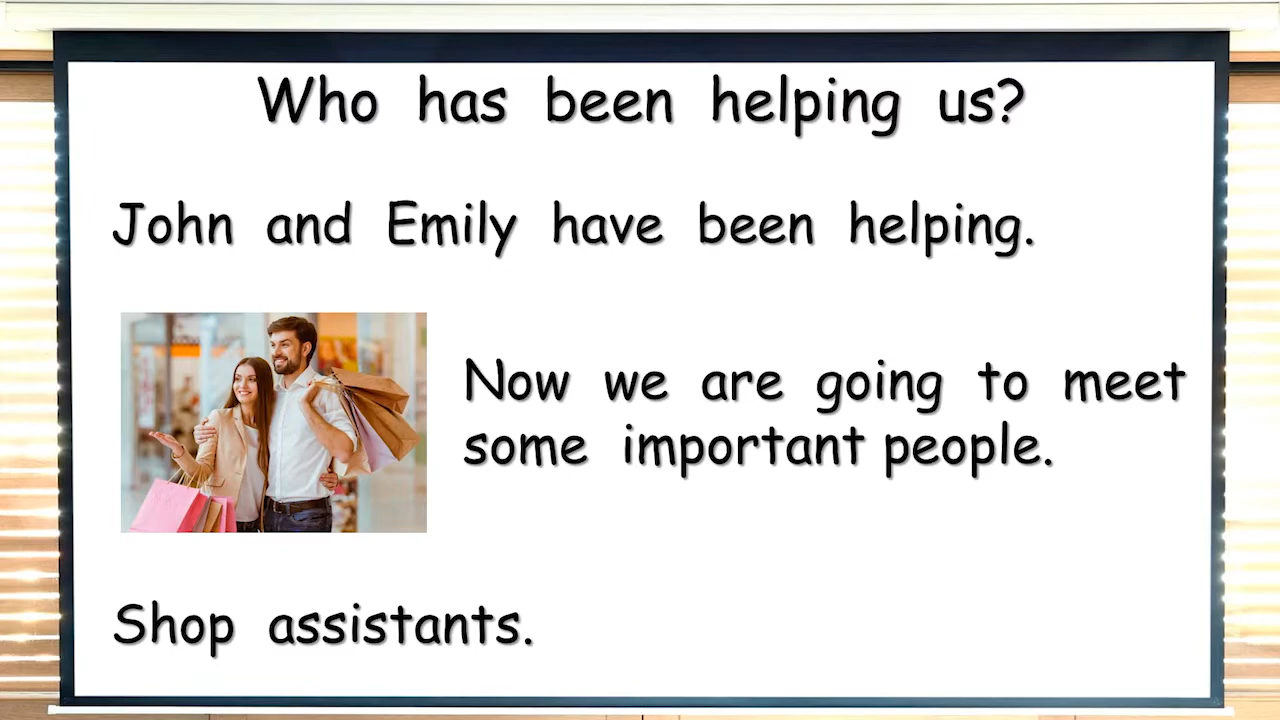 Who has been helping us?
John and Emily have been helping.
Now we are going to meet
some important people.
Shop assistants.